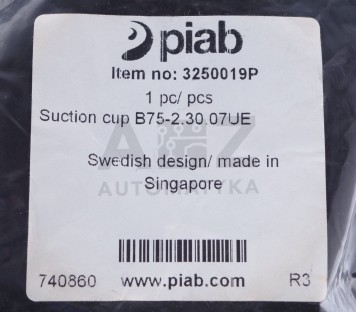 piab
Item no: 3250019P
1 pc/ pcs
Suction cup B75-2.30.07UE
Swedish design/ made in
Singapore
AUTOMATYKA
740860 www.piab.com R3